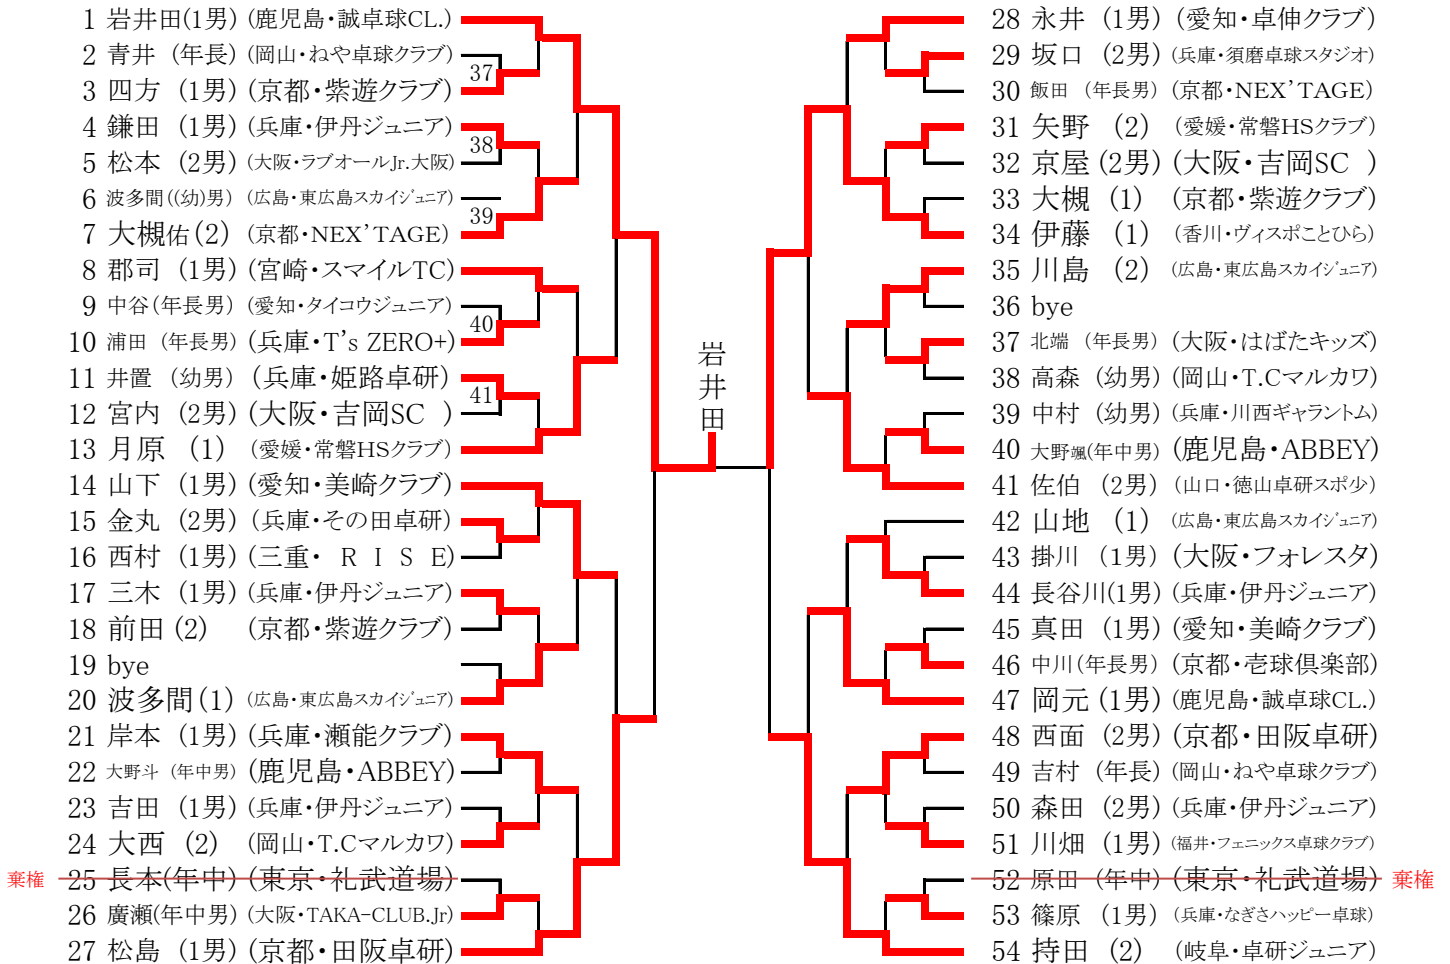 1 岩井田(1男) (鹿児島・誠卓球CL.)
2 青井 (年長) (岡山・ねや卓球クラブ)
3 四方 (1男) (京都・紫遊クラブ)
4 鎌田 (1男) (兵庫・伊丹ジュニア)
5 松本 (2男) (大阪・ラブオールJr.大阪)
6 波多間((幼)男) (広島・東広島スカイジュニア)
7 大槻佑(2) (京都・NEX'TAGE)
8 郡司 (1男) (宮崎・スマイルTC)
9 中谷(年長男) (愛知・タイコウジュニア)
10 浦田 (年長男) (兵庫・T's ZERO+)
11 井置 (幼男) (兵庫・姫路卓研)
12 宮内 (2男) (大阪・吉岡SC )
13 月原 (1) (愛媛・常磐HSクラブ)
14 山下 (1男) (愛知・美崎クラブ)
15 金丸 (2男) (兵庫・その田卓研)
16 西村 (1男) (三重・ R I S E)
17 三木 (1男) (兵庫・伊丹ジュニア)
18 前田 (2) (京都・紫遊クラブ)
19 bye
20 波多間(1) (広島・東広島スカイジュニア)
21 岸本 (1男) (兵庫・瀬能クラブ)
22 大野斗 (年中男) (鹿児島・ABBEY)
23 吉田 (1男) (兵庫・伊丹ジュニア)
24 大西 (2) (岡山・T.Cマルカワ)
棄権 25 長本(年中) (東京・礼武道場)
26 廣瀬(年中男) (大阪・TAKA-CLUB.Jr)
27 松島 (1男) (京都・田阪卓研)
37
38
39
40
41
岩井田
28 永井 (1男) (愛知・卓伸クラブ)
29 坂口 (2男) (兵庫・須磨卓球スタジオ)
30 飯田 (年長男) (京都・NEX'TAGE)
31 矢野 (2) (愛媛・常磐HSクラブ)
32 京屋 (2男) (大阪・吉岡SC )
33 大槻 (1) (京都・紫遊クラブ)
34 伊藤 (1) (香川・ヴィスポことひら)
35 川島 (2) (広島・東広島スカイジュニア)
36 bye
37 北端 (年長男) (大阪・はばたキッズ)
38 高森 (幼男) (岡山・T.Cマルカワ)
39 中村 (幼男) (兵庫・川西ギャラントム)
40 大野颯(年中男) (鹿児島・ABBEY)
41 佐伯 (2男) (山口・徳山卓研スポ少)
42 山地 (1) (広島・東広島スカイジュニア)
43 掛川 (1男) (大阪・フォレスタ)
44 長谷川(1男) (兵庫・伊丹ジュニア)
45 真田 (1男) (愛知・美崎クラブ)
46 中川(年長男) (京都・壱球倶楽部)
47 岡元 (1男) (鹿児島・誠卓球CL.)
48 西面 (2男) (京都・田阪卓研)
49 吉村 (年長) (岡山・ねや卓球クラブ)
50 森田 (2男) (兵庫・伊丹ジュニア)
51 川畑 (1男) (福井・フェニックス卓球クラブ)
52 原田 (年中) (東京・礼武道場) 棄権
53 篠原 (1男) (兵庫・なぎさハッピー卓球)
54 持田 (2) (岐阜・卓研ジュニア)